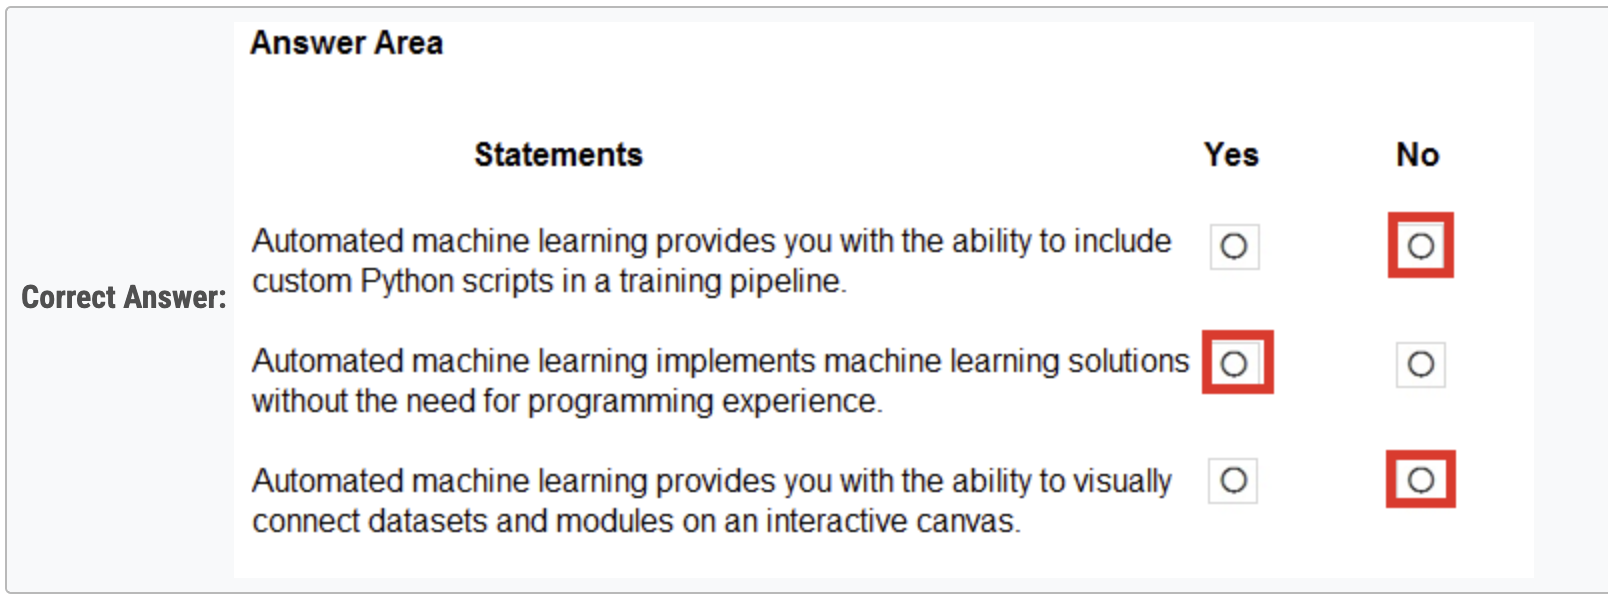 Answer Area
Statements Yes No
Automated machine learning provides you with the ability to include
custom Python scripts in a training pipeline.
Correct Answer:
Automated machine learning implements machine learning solutions
without the need for programming experience.
Automated machine learning provides you with the ability to visually
connect datasets and modules on an interactive canvas.